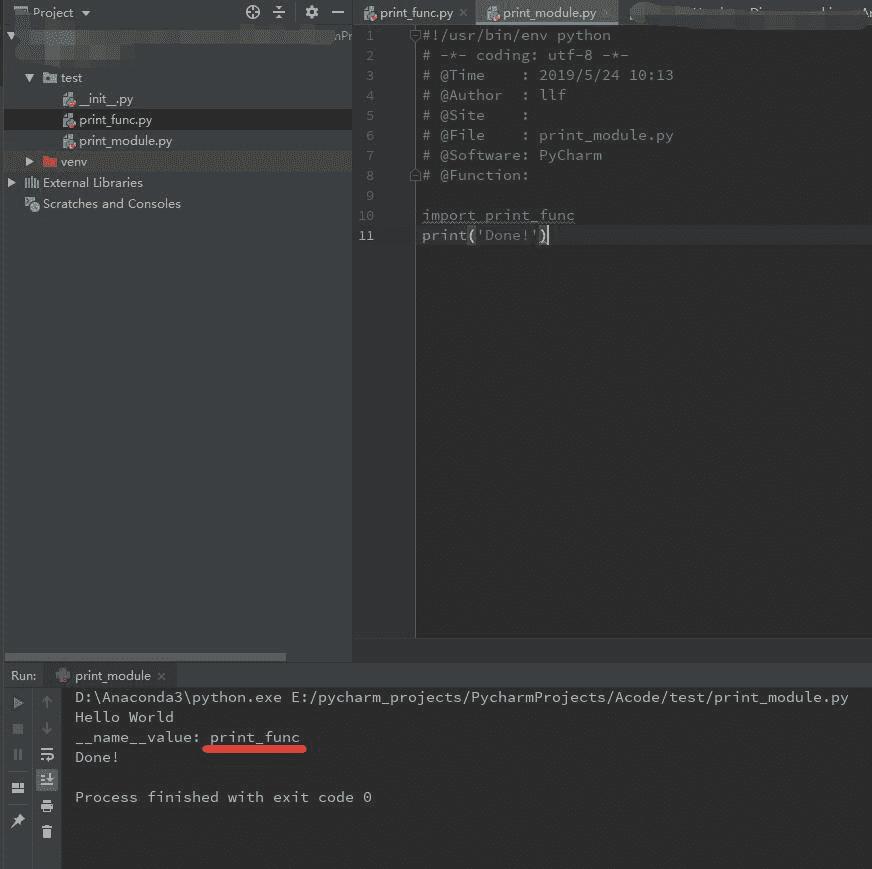 Project
test
__init__.py
print_func.py
print_module.py
venv
External Libraries
Scratches and Consoles
print_func.py
print_module.py
1 #!/usr/bin/env python
2 # -*- coding: utf-8 -*-
3 # @Time    : 2019/5/24 10:13
4 # @Author  : llf
5 # @Site    :
6 # @File    : print_module.py
7 # @Software: PyCharm
8 # @Function:
9
10 import print_func
11 print('Done!')
Run: print_module
D:\Anaconda3\python.exe E:/pycharm_projects/PycharmProjects/Acode/test/print_module.py
Hello World
__name__value: print_func
Done!
Process finished with exit code 0